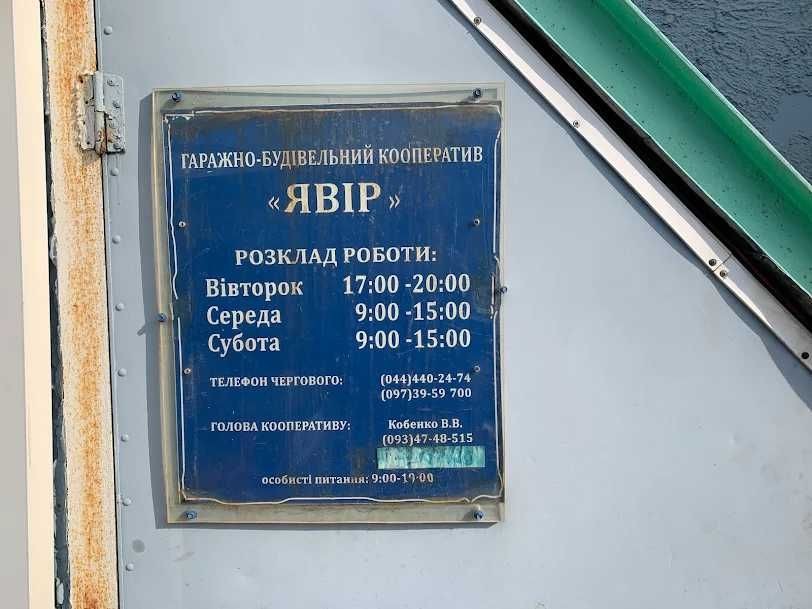 ГАРАЖНО-БУДІВЕЛЬНИЙ КООПЕРАТИВ
«ЯВІР»
РОЗКЛАД РОБОТИ:
Вівторок 17:00 -20:00
Середа 9:00 -15:00
Субота 9:00 -15:00
ТЕЛЕФОН ЧЕРГОВОГО: (044)440-24-74
(097)39-59 700
ГОЛОВА КООПЕРАТИВУ: Кобенко В.В.
(093)47-48-515
особисті питання: 9:00-19:00